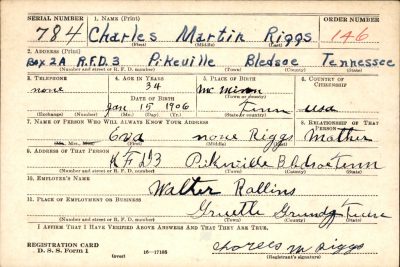 SERIAL NUMBER 1. NAME (Print) ORDER NUMBER
784 Charles Martin Riggs 146
(First) (Middle) (Last)
2. ADDRESS (Print)
Box 2A R.F.D.3 Pikeville Bledsoe Tennessee
(Number and street or R. F. D. number) (Town) (County) (State)
3. TELEPHONE 4. AGE IN YEARS 5. PLACE OF BIRTH 6. COUNTRY OF CITIZENSHIP
none 34 McMinn
DATE OF BIRTH (Town or county)
Jan 15 1906 Tenn USA
(Exchange) (No.) (Mo.) (Day) (Yr.) (State or country)
7. NAME OF PERSON WHO WILL ALWAYS KNOW YOUR ADDRESS 8. RELATIONSHIP OF THAT PERSON
Eva none Riggs Mother
(Mr., Mrs., Miss) (First) (Middle) (Last)
9. ADDRESS OF THAT PERSON
RFD3 Pikeville Bledsoe Tenn
(Number and street or R. F. D. number) (Town) (County) (State)
10. EMPLOYER'S NAME
Walter Rollins
11. PLACE OF EMPLOYMENT OR BUSINESS
Gruetle Grundy Tenn
(Number and street or R. F. D. number) (Town) (County) (State)
I AFFIRM THAT I HAVE VERIFIED ABOVE ANSWERS AND THAT THEY ARE TRUE.
REGISTRATION CARD
D. S. S. Form 1 (over) 16—17105 Charles M Riggs
(Registrant's signature)